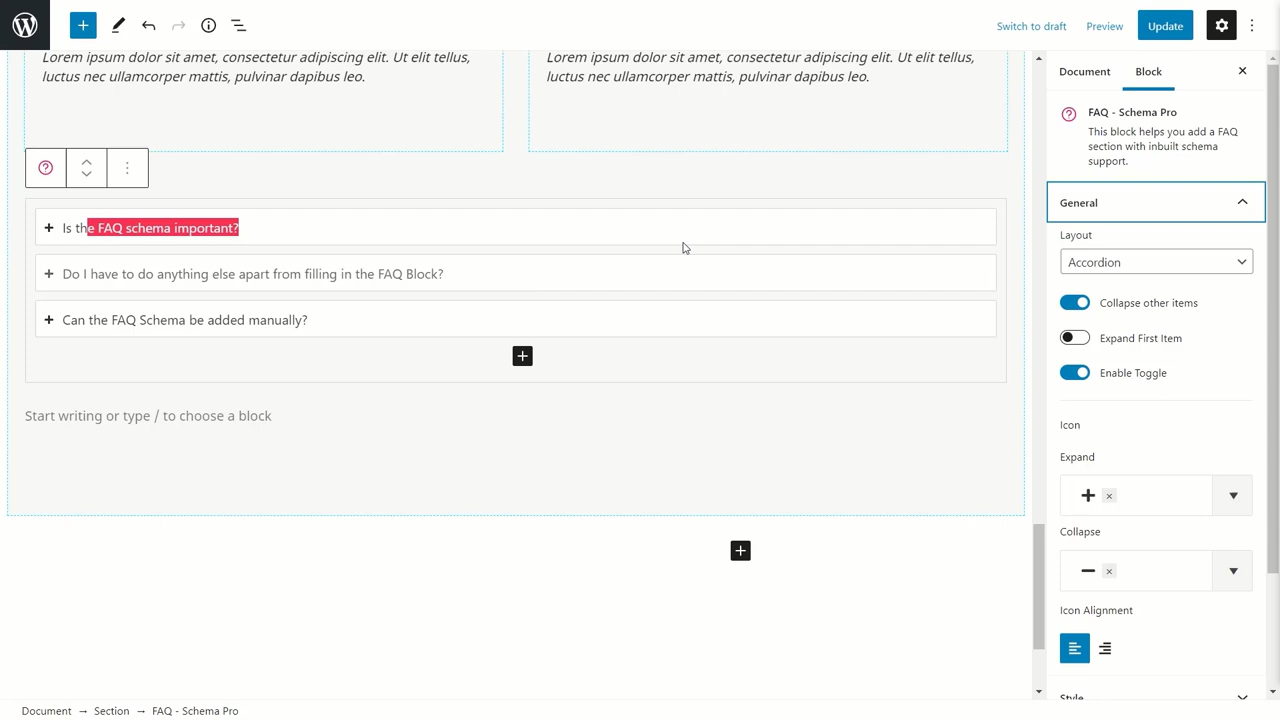 Switch to draft
Preview
Update
Lorem ipsum dolor sit amet, consectetur adipiscing elit. Ut elit tellus,
luctus nec ullamcorper mattis, pulvinar dapibus leo.
Lorem ipsum dolor sit amet, consectetur adipiscing elit. Ut elit tellus,
luctus nec ullamcorper mattis, pulvinar dapibus leo.
Is the FAQ schema important?
Do I have to do anything else apart from filling in the FAQ Block?
Can the FAQ Schema be added manually?
Start writing or type / to choose a block
Document
Block
FAQ - Schema Pro
This block helps you add a FAQ
section with inbuilt schema
support.
General
Layout
Accordion
Collapse other items
Expand First Item
Enable Toggle
Icon
Expand
Collapse
Icon Alignment
Style
Document → Section → FAQ - Schema Pro